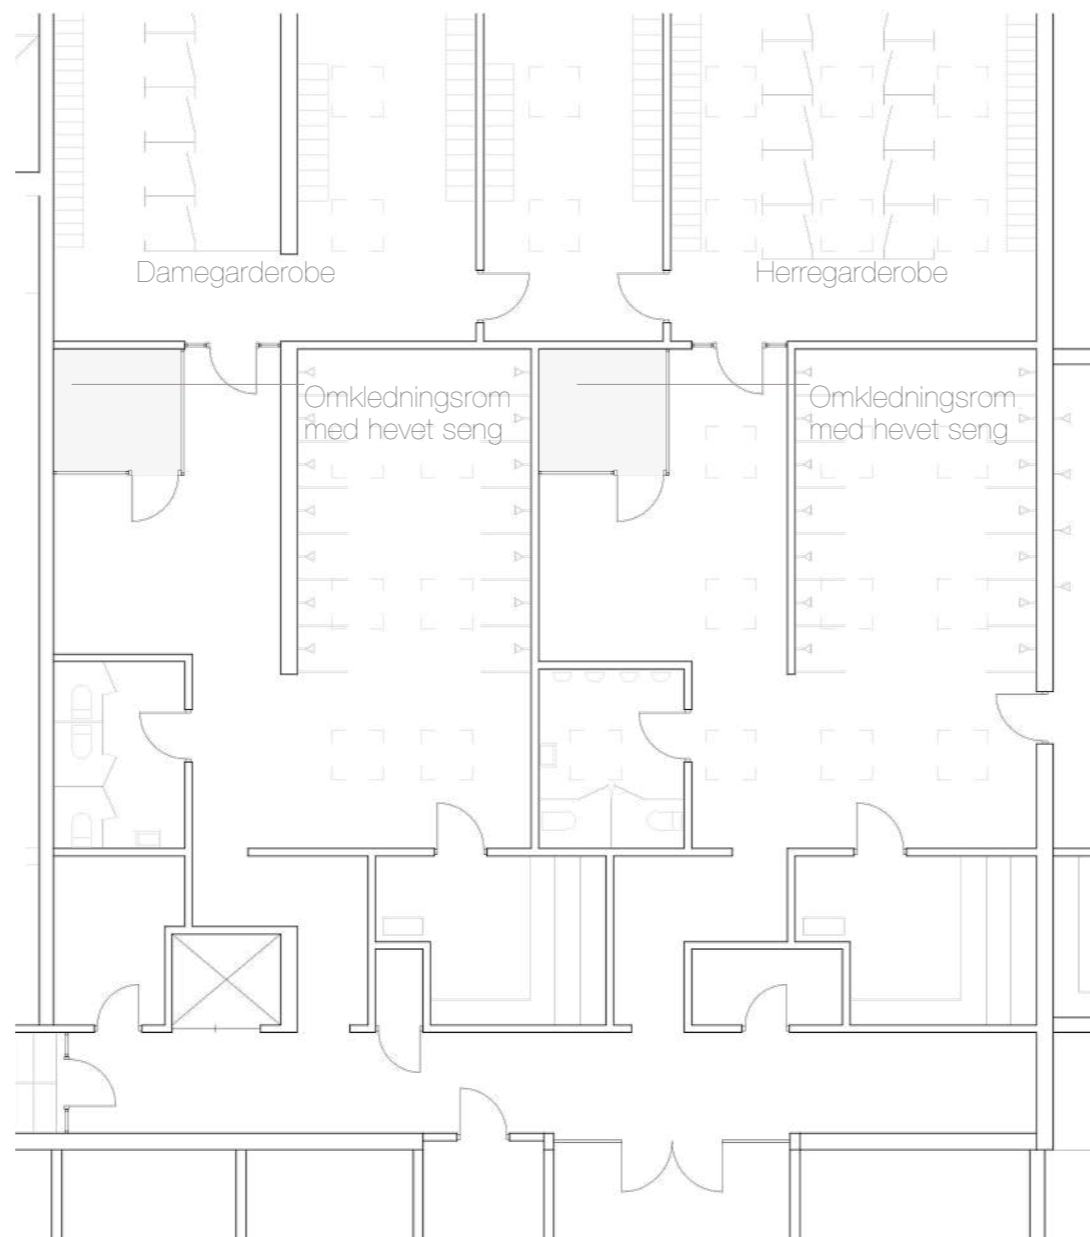 Damegarderobe
Herregarderobe
Omkledningsrom
med hevet seng
Omkledningsrom
med hevet seng